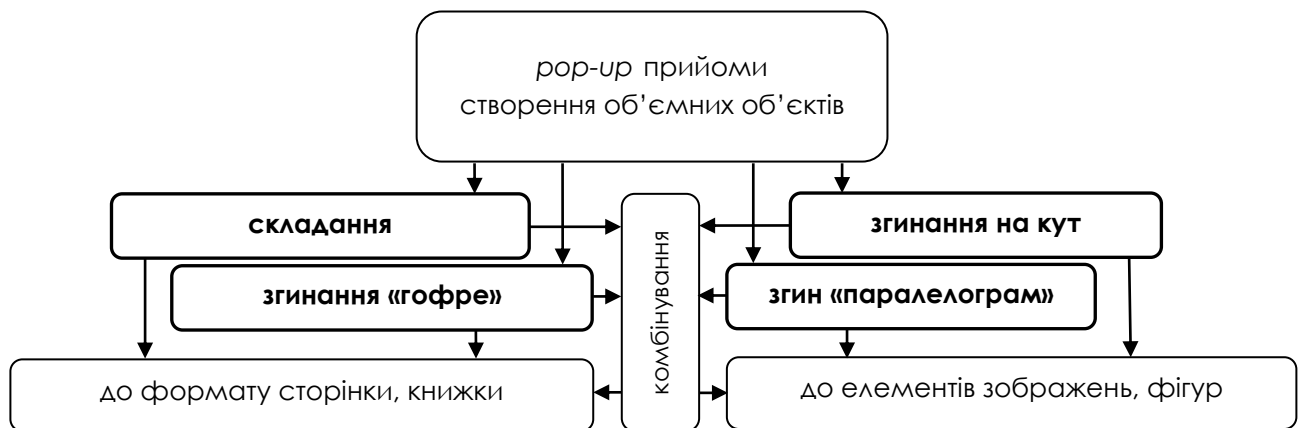 pop-up прийоми
створення об’ємних об’єктів
складання
згинання на кут
комбінування
згинання «гофре»
згин «паралелограм»
до формату сторінки, книжки
до елементів зображень, фігур